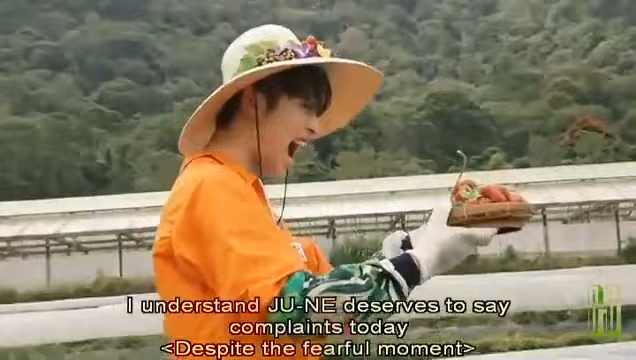 I understand JU-NE deserves to say
complaints today
<Despite the fearful moment>